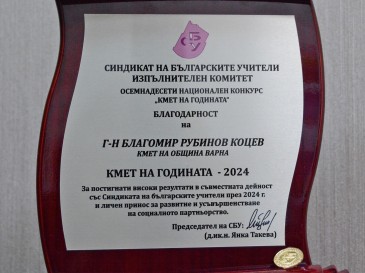 СБУ
СИНДИКАТ НА БЪЛГАРСКИТЕ УЧИТЕЛИ
ИЗПЪЛНИТЕЛЕН КОМИТЕТ
ОСЕМНАДЕСЕТИ НАЦИОНАЛЕН КОНКУРС
„КМЕТ НА ГОДИНАТА"
БЛАГОДАРНОСТ
на
Г-Н БЛАГОМИР РУБИНОВ КОЦЕВ
КМЕТ НА ОБЩИНА ВАРНА
КМЕТ НА ГОДИНАТА - 2024
За постигнати високи резултати в съвместната дейност
със Синдиката на българските учители през 2024 г.
и личен принос за развитие и усъвършенстване
на социалното партньорство.
Председател на СБУ:
(д.ик.н. Янка Такева)